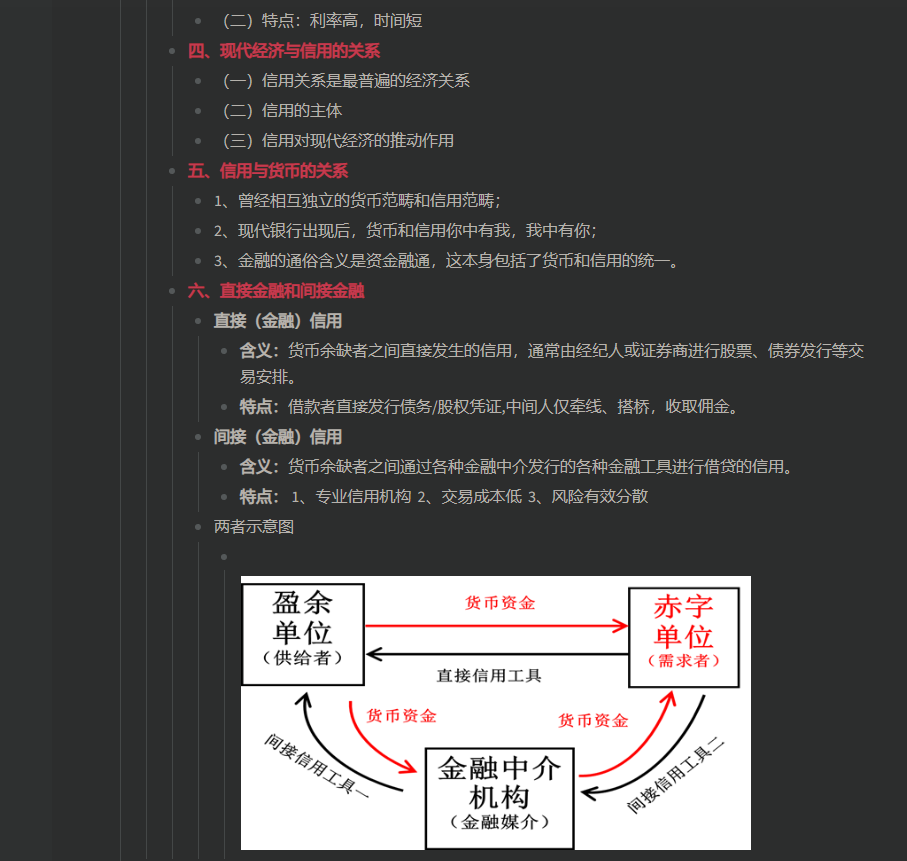 （二）特点：利率高，时间短
四、现代经济与信用的关系
（一）信用关系是最普遍的经济关系
（二）信用的主体
（三）信用对现代经济的推动作用
五、信用与货币的关系
1、曾经相互独立的货币范畴和信用范畴；
2、现代银行出现后，货币和信用你中有我，我中有你；
3、金融的通俗含义是资金融通，这本身包括了货币和信用的统一。
六、直接金融和间接金融
直接（金融）信用
含义：货币余缺者之间直接发生的信用，通常由经纪人或证券商进行股票、债券发行等交
易安排。
特点：借款者直接发行债务/股权凭证,中间人仅牵线、搭桥，收取佣金。
间接（金融）信用
含义：货币余缺者之间通过各种金融中介发行的各种金融工具进行借贷的信用。
特点： 1、专业信用机构 2、交易成本低 3、风险有效分散
两者示意图
盈余
单位
（供给者）
货币资金
赤字
单位
（需求者）
直接信用工具
货币资金
货币资金
间接信用工具一
间接信用工具二
金融中介
机构
（金融媒介）